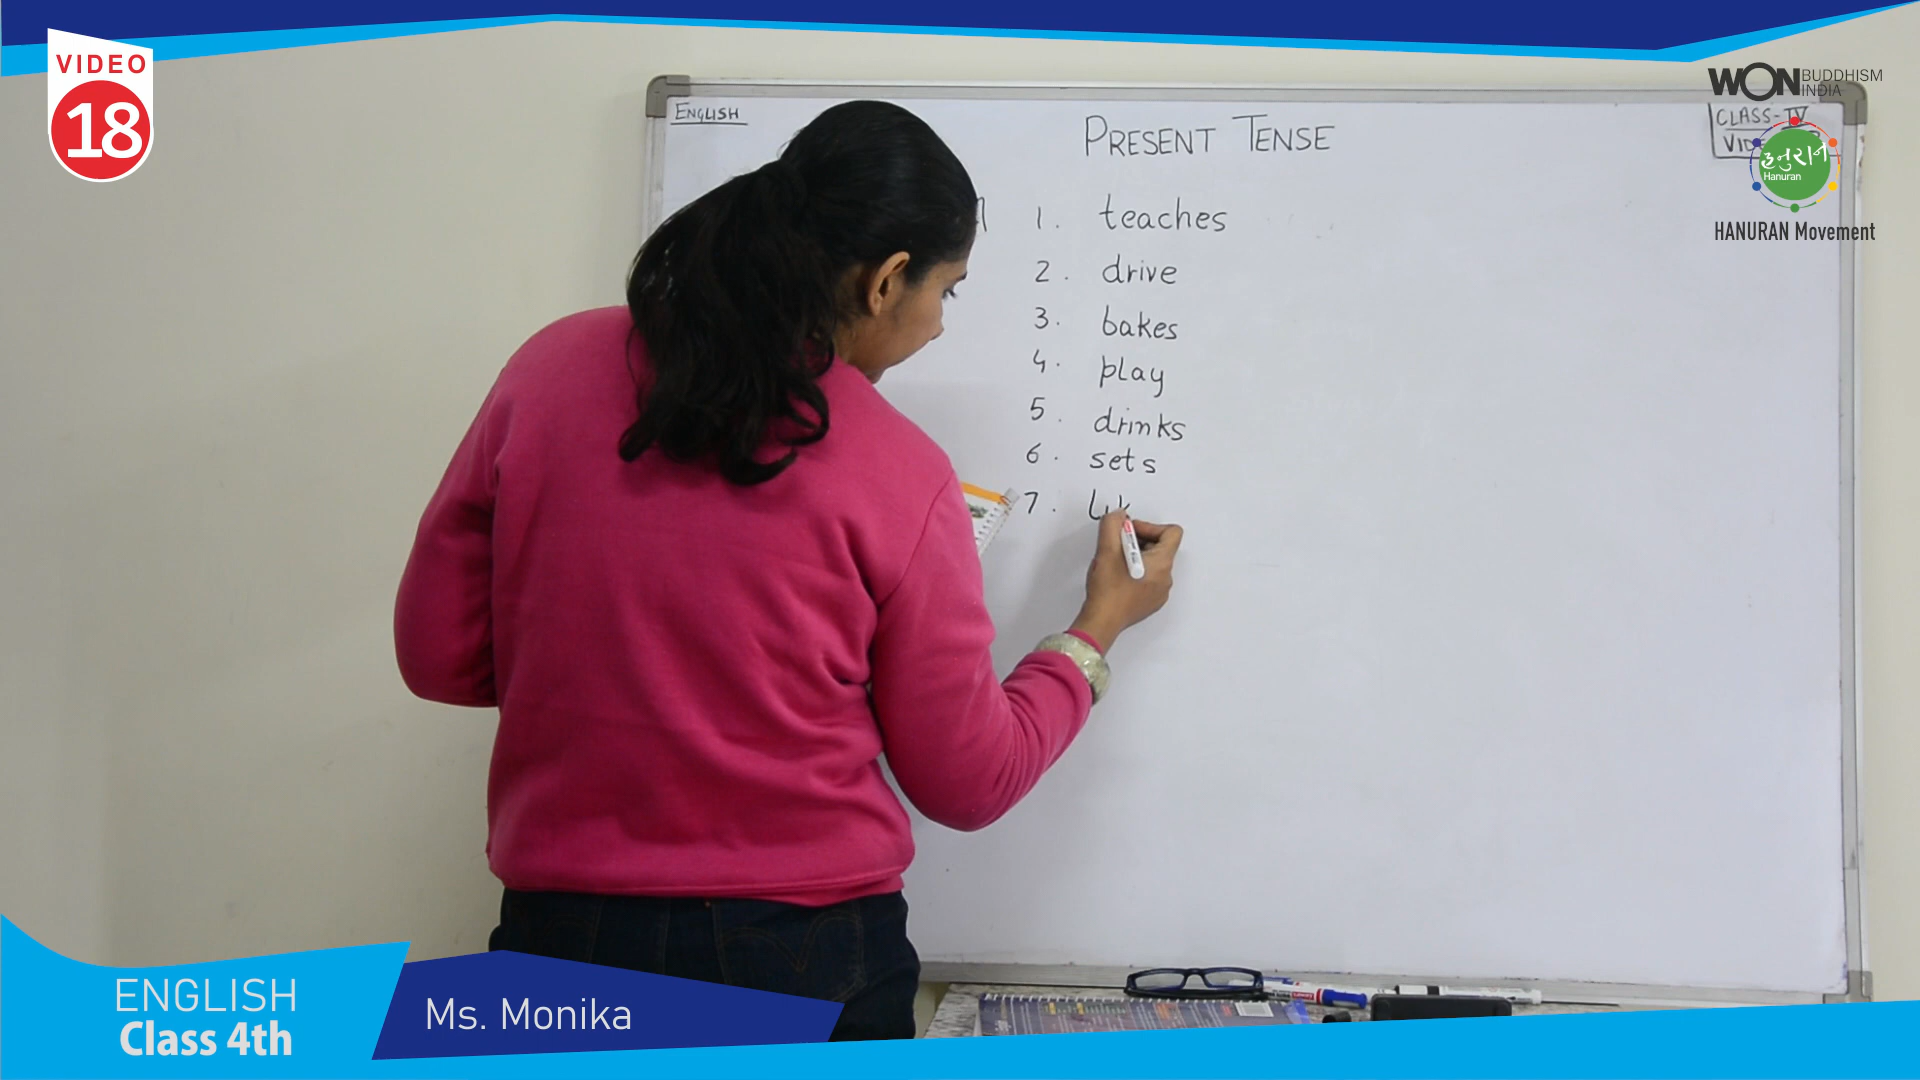 VIDEO
18
WON BUDDHISM
INDIA
ENGLISH
PRESENT TENSE
CLASS-IV
हनुरान
Hanuran
HANURAN Movement
1. teaches
2. drive
3. bakes
4. play
5. drinks
6. sets
7.
ENGLISH
Class 4th
Ms. Monika